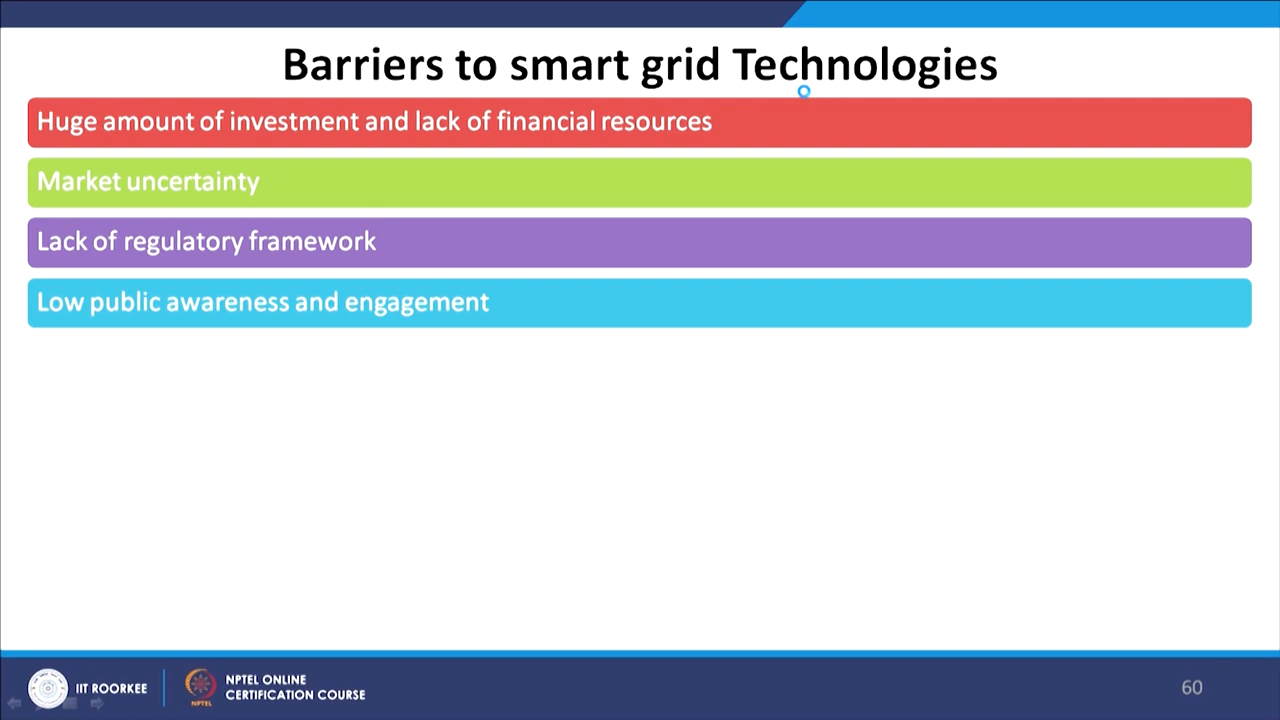 Barriers to smart grid Technologies
Huge amount of investment and lack of financial resources
Market uncertainty
Lack of regulatory framework
Low public awareness and engagement
IIT ROORKEE
NPTEL
NPTEL ONLINE
CERTIFICATION COURSE
60